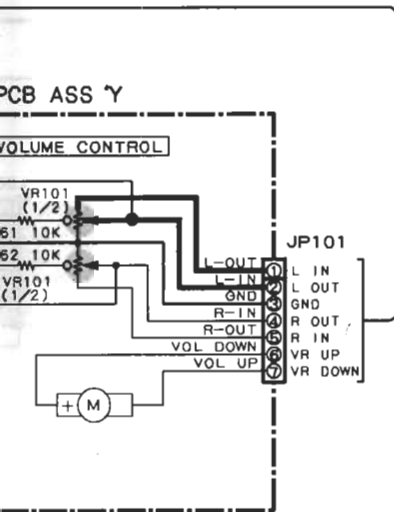 PCB ASS'Y
VOLUME CONTROL
VR101
(1/2)
61 10K
62 10K
VR101
(1/2)
JP101
L-OUT 1 L IN
L-IN 2 L OUT
GND 3 GND
R-IN 4 R OUT
R-OUT 5 R IN
VOL DOWN 6 VR UP
VOL UP 7 VR DOWN
+ M